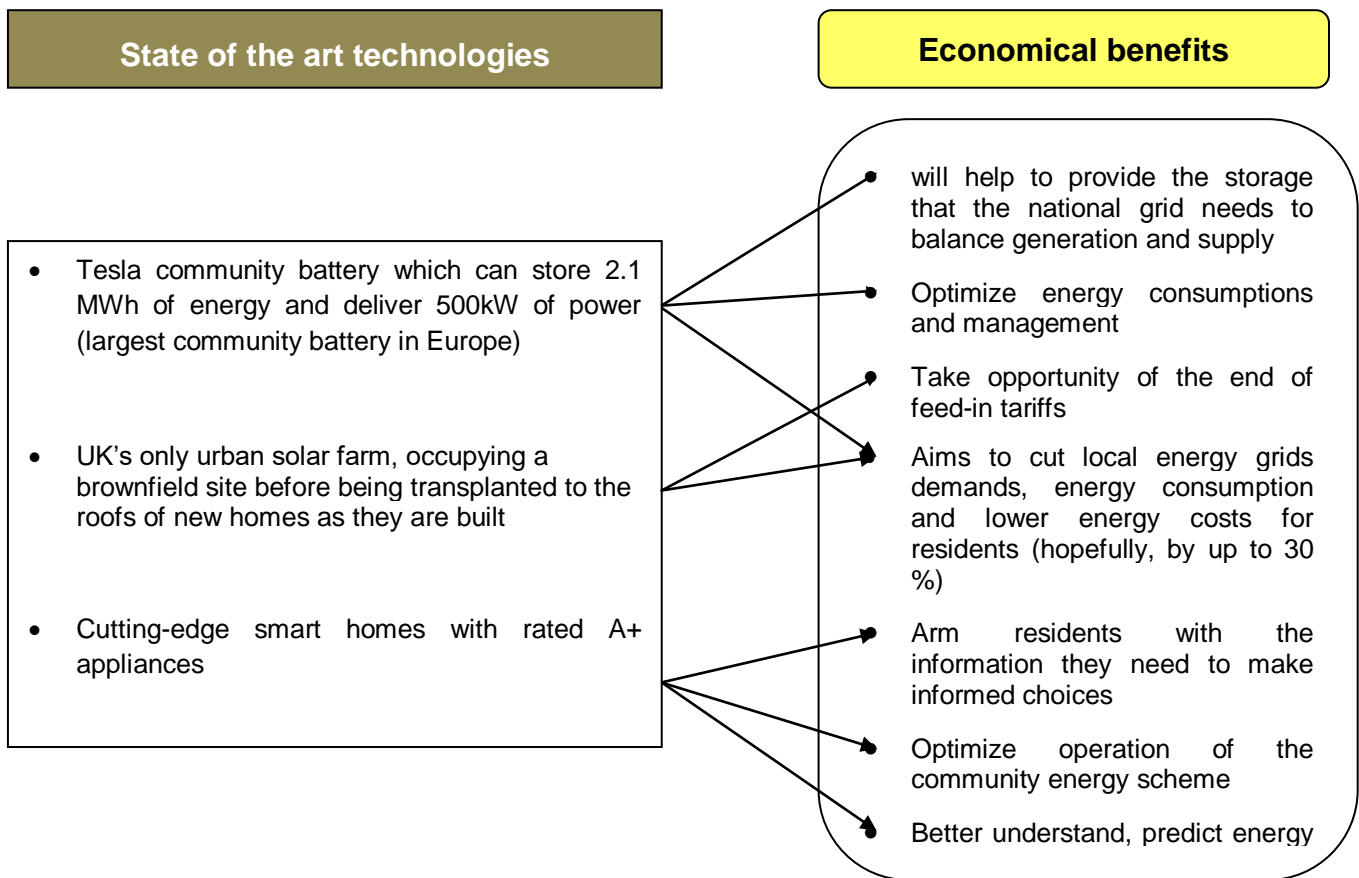 State of the art technologies
Economical benefits
• Tesla community battery which can store 2.1
MWh of energy and deliver 500kW of power
(largest community battery in Europe)
• UK's only urban solar farm, occupying a
brownfield site before being transplanted to the
roofs of new homes as they are built
• Cutting-edge smart homes with rated A+
appliances
• will help to provide the storage
that the national grid needs to
balance generation and supply
• Optimize energy consumptions
and management
• Take opportunity of the end of
feed-in tariffs
• Aims to cut local energy grids
demands, energy consumption
and lower energy costs for
residents (hopefully, by up to 30
%)
• Arm residents with the
information they need to make
informed choices
• Optimize operation of the
community energy scheme
• Better understand, predict energy